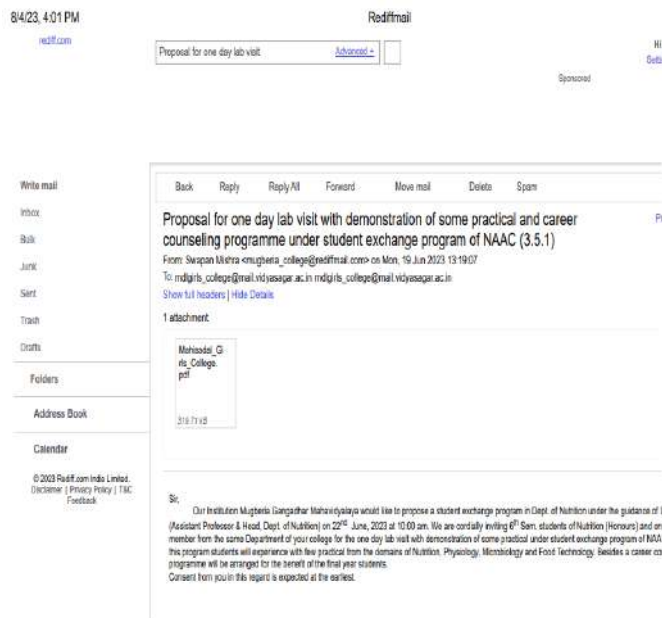 8/4/23, 4:01 PM
Rediffmail
rediff.com
Proposal for one day lab visit
Advanced
Hi
Sponsored
Write mail
Inbox
Bulk
Junk
Sent
Trash
Drafts
Folders
Address Book
Calendar
© 2023 Rediff.com India Limited.
Disclaimer | Privacy Policy | T&C
Feedback
Back Reply Reply All Forward Move mail Delete Spam
Proposal for one day lab visit with demonstration of some practical and career
counseling programme under student exchange program of NAAC (3.5.1)
From: Swapan Mishra <mugberia_college@rediffmail.com> on Mon, 19 Jun 2023 13:19:07
To: mdlgirls_college@mail.vidyasagar.ac.in mdlgirls_college@mail.vidyasagar.ac.in
Show full headers | Hide Details
1 attachment
Mahisadal_Gi
rls_College.
pdf
Sir,
Our Institution Mugberia Gangadhar Mahavidyalaya would like to propose a student exchange program in Dept. of Nutrition under the guidance of
(Assistant Professor & Head, Dept. of Nutrition) on 22nd June, 2023 at 10:00 am. We are cordially inviting 6th Sem. students of Nutrition (Honours) and
member from the same Department of your college for the one day lab visit with demonstration of some practical under student exchange program of NAA
this program students will experience with few practical from the domains of Nutrition, Physiology, Microbiology and Food Technology. Besides a career
programme will be arranged for the benefit of the final year students.
Consent from you in this regard is expected at the earliest.